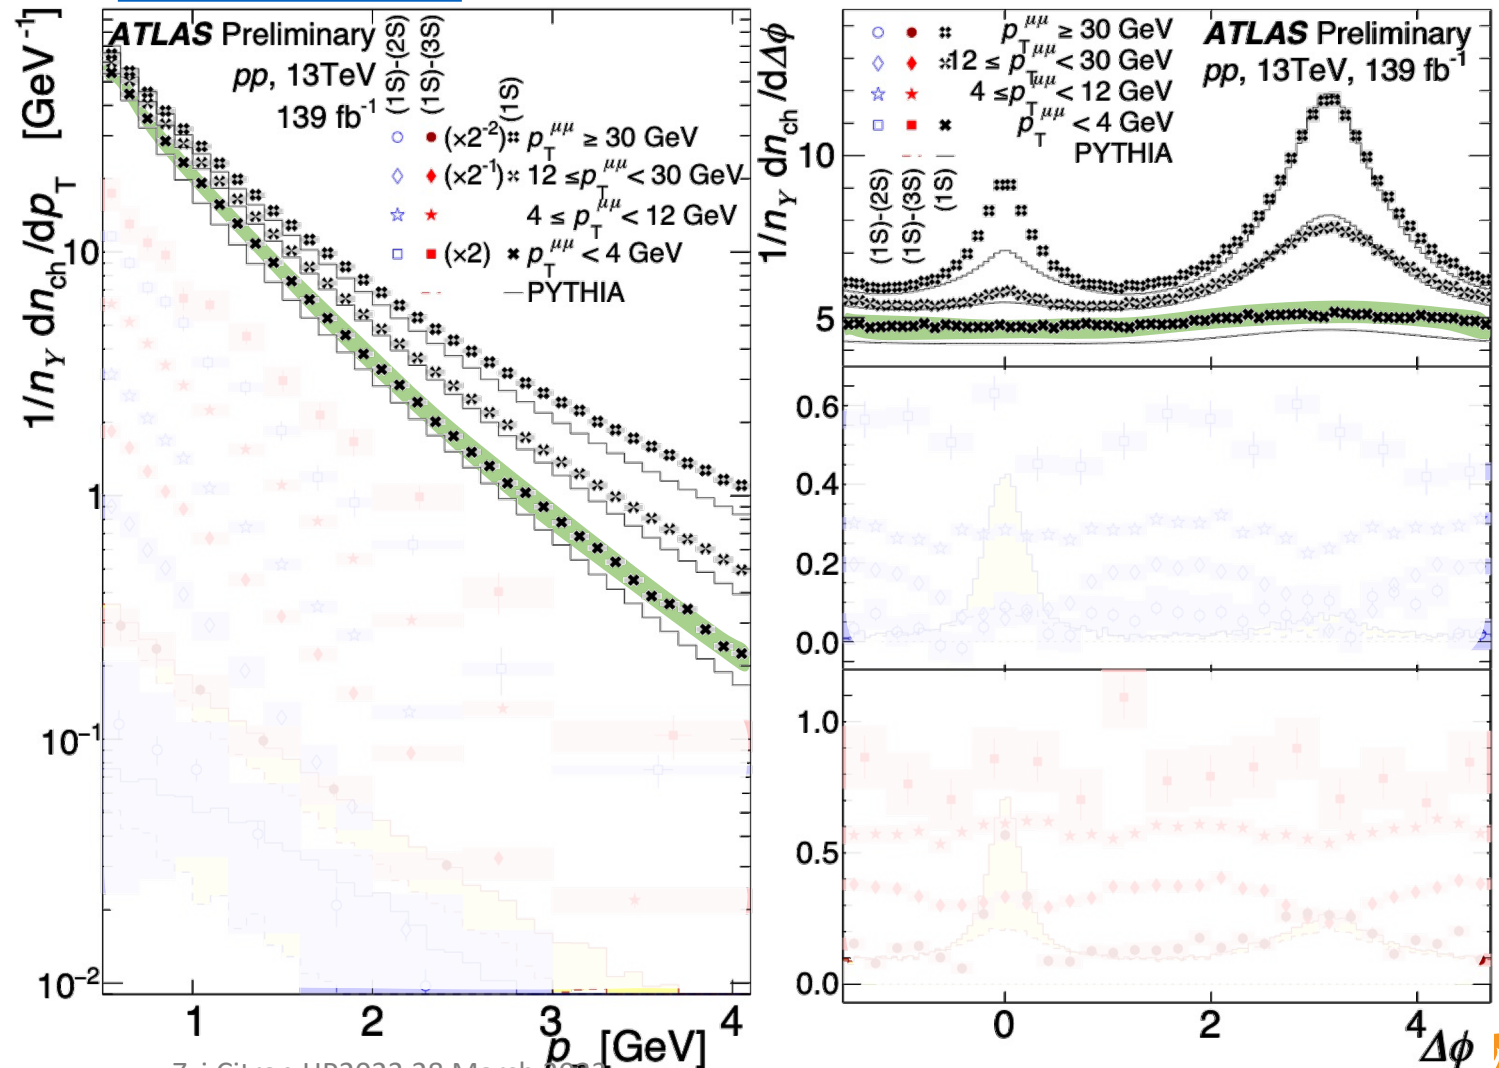 1/n_Υ dn_ch/dp_T [GeV⁻¹]
ATLAS Preliminary
pp, 13TeV
139 fb⁻¹
(1S)-(2S)
(1S)-(3S)
(1S)
(×2⁻²) p_T^μμ ≥ 30 GeV
(×2⁻¹) 12 ≤p_T^μμ< 30 GeV
4 ≤ p_T^μμ< 12 GeV
(×2) p_T^μμ < 4 GeV
PYTHIA
10
1
10⁻¹
10⁻²
1 2 3 4
p [GeV]
1/n_Υ dn_ch/dΔϕ
p_T^μμ ≥ 30 GeV
12 ≤ p_T^μμ< 30 GeV
4 ≤p_T^μμ< 12 GeV
p_T^μμ < 4 GeV
PYTHIA
(1S)-(2S)
(1S)-(3S)
(1S)
ATLAS Preliminary
pp, 13TeV, 139 fb⁻¹
10
5
0.6
0.4
0.2
0.0
1.0
0.5
0.0
0 2 4
Δϕ